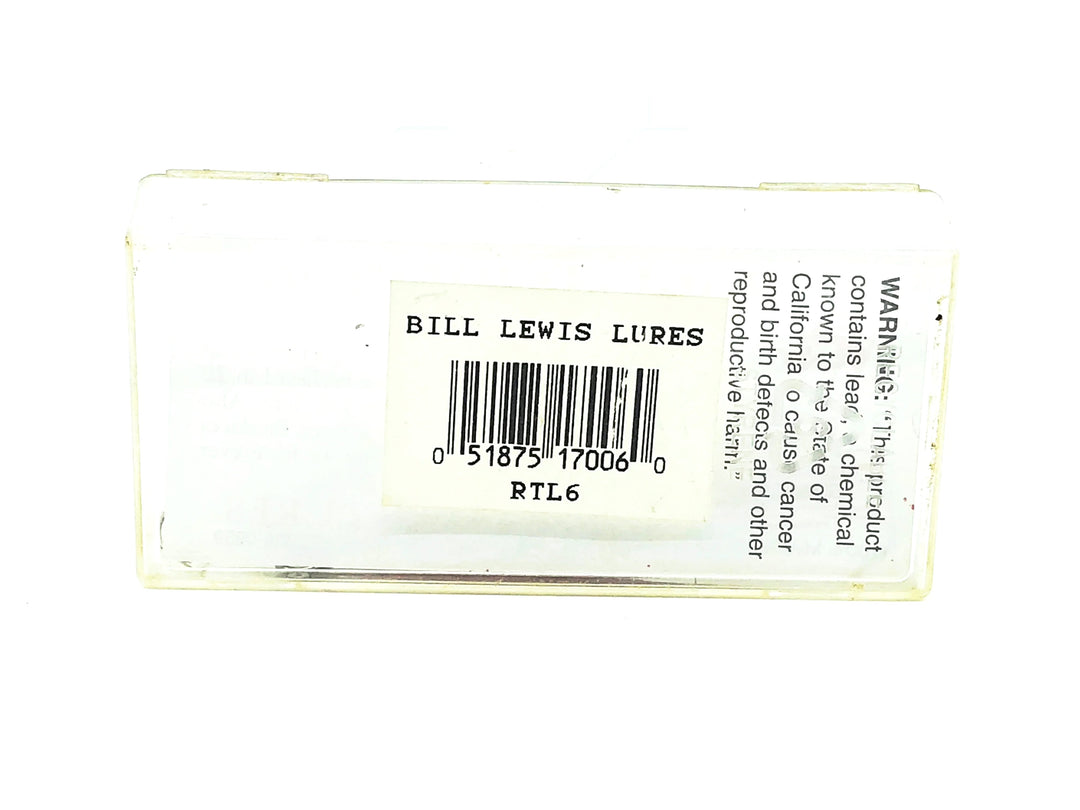 BILL LEWIS LURES
0 51875 17006 0
RTL6
WARNING: "This product
contains lead, a chemical
known to the State of
California to cause cancer
and birth defects and other
reproductive harm."